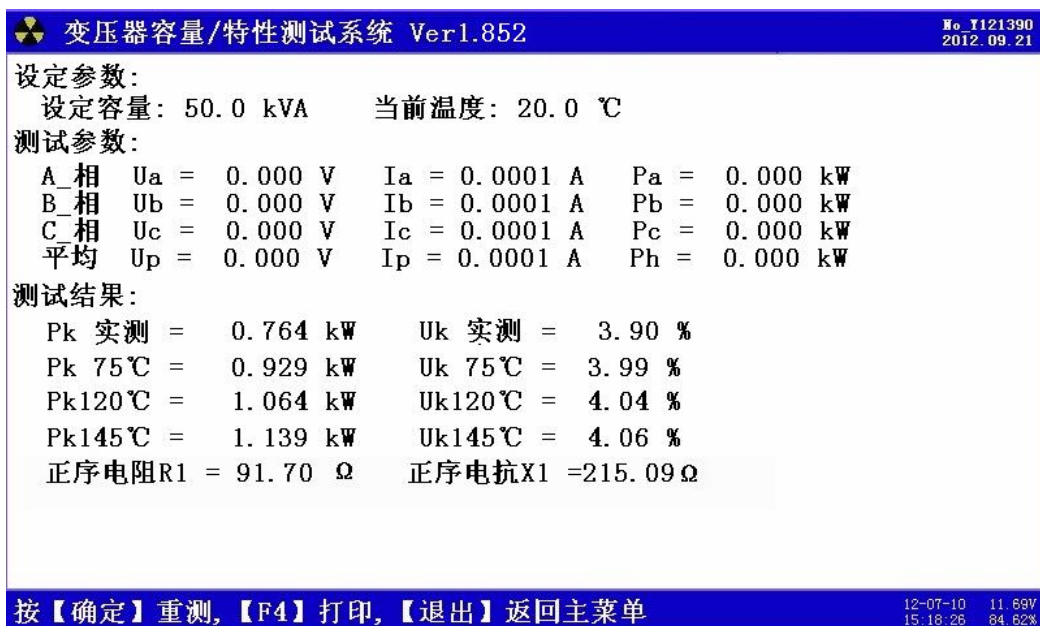 变压器容量/特性测试系统 Ver1.852
No_Y121390
2012.09.21
设定参数:
设定容量: 50.0 kVA 当前温度: 20.0 ℃
测试参数:
A_相 Ua = 0.000 V Ia = 0.0001 A Pa = 0.000 kW
B_相 Ub = 0.000 V Ib = 0.0001 A Pb = 0.000 kW
C_相 Uc = 0.000 V Ic = 0.0001 A Pc = 0.000 kW
平均 Up = 0.000 V Ip = 0.0001 A Ph = 0.000 kW
测试结果:
Pk 实测 = 0.764 kW Uk 实测 = 3.90 %
Pk 75℃ = 0.929 kW Uk 75℃ = 3.99 %
Pk120℃ = 1.064 kW Uk120℃ = 4.04 %
Pk145℃ = 1.139 kW Uk145℃ = 4.06 %
正序电阻R1 = 91.70 Ω 正序电抗X1 =215.09Ω
按【确定】重测,【F4】打印,【退出】返回主菜单
12-07-10 11.69V
15:18:26 84.62%